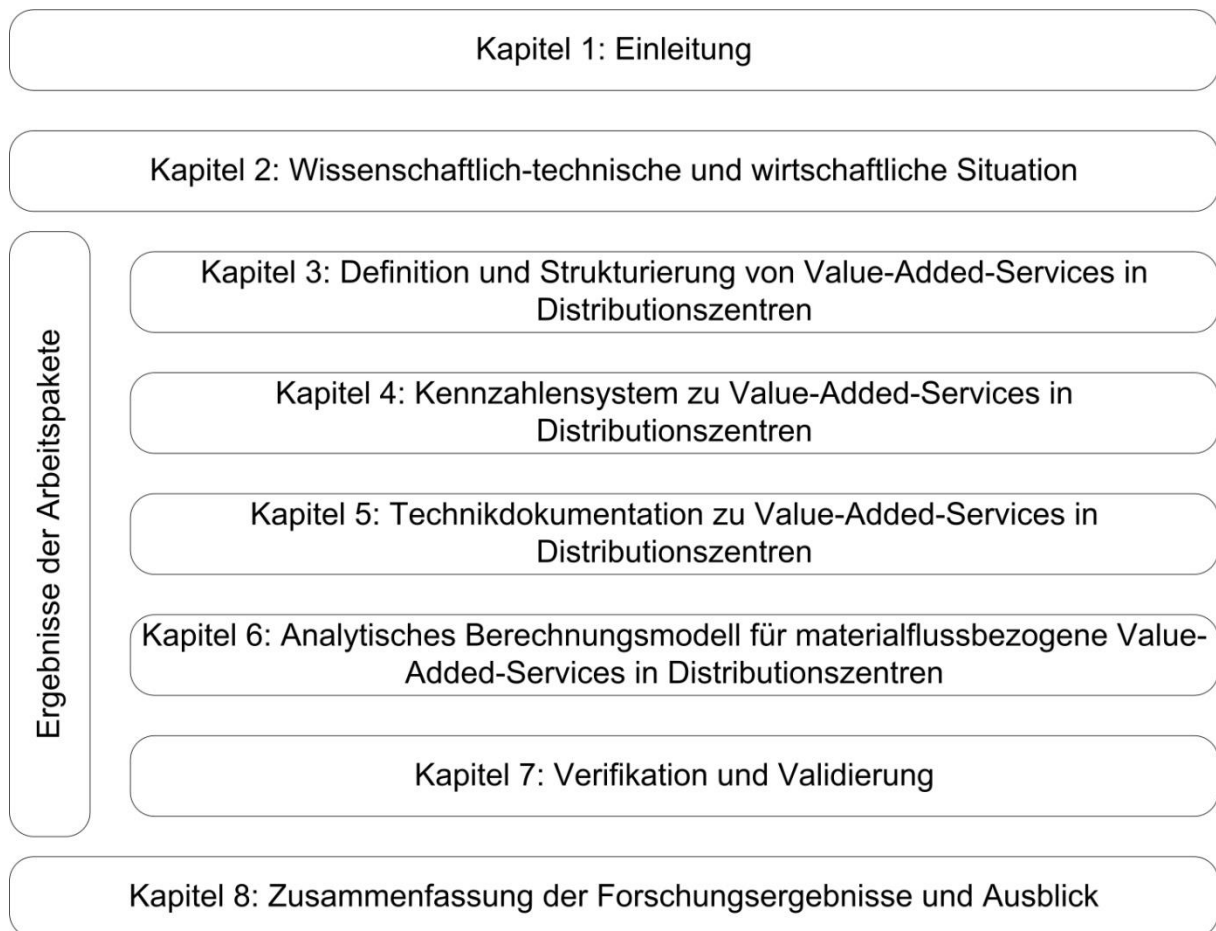 Kapitel 1: Einleitung
Kapitel 2: Wissenschaftlich-technische und wirtschaftliche Situation
Ergebnisse der Arbeitspakete
Kapitel 3: Definition und Strukturierung von Value-Added-Services in
Distributionszentren
Kapitel 4: Kennzahlensystem zu Value-Added-Services in
Distributionszentren
Kapitel 5: Technikdokumentation zu Value-Added-Services in
Distributionszentren
Kapitel 6: Analytisches Berechnungsmodell für materialflussbezogene Value-
Added-Services in Distributionszentren
Kapitel 7: Verifikation und Validierung
Kapitel 8: Zusammenfassung der Forschungsergebnisse und Ausblick